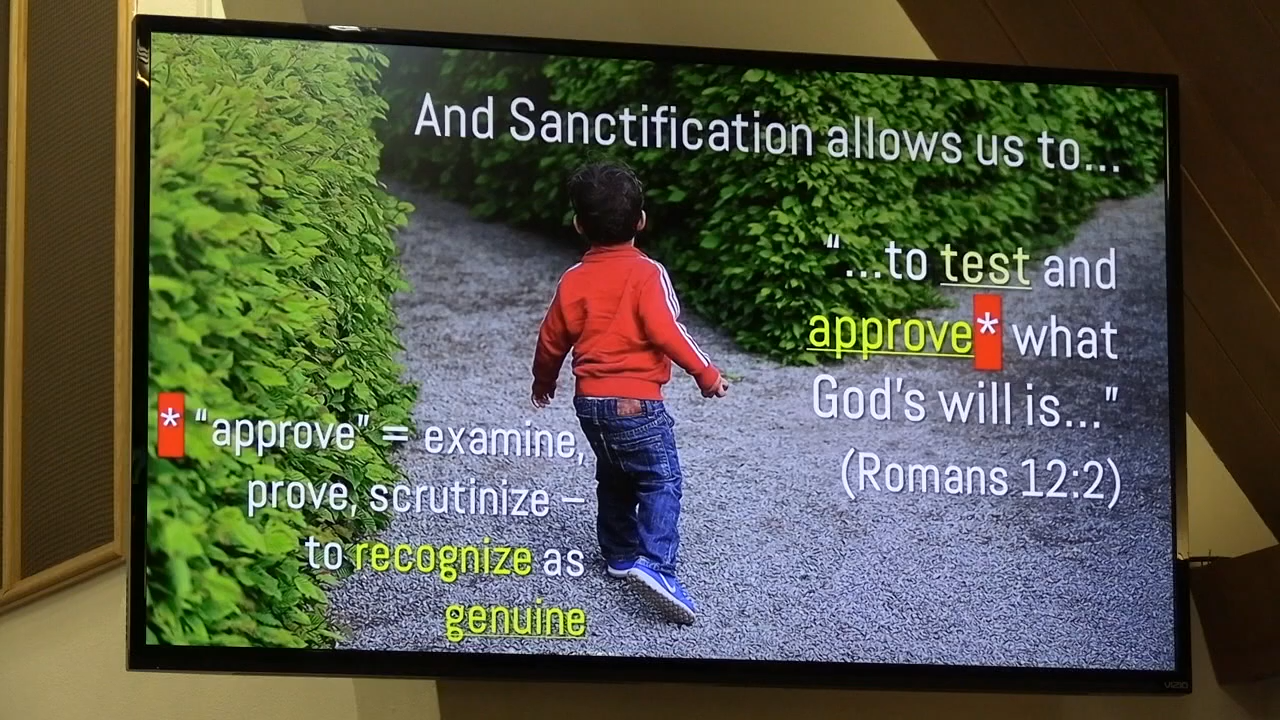 And Sanctification allows us to...
"...to test and
approve* what
God's will is..."
(Romans 12:2)
* "approve" = examine,
prove, scrutinize –
to recognize as
genuine
VIZIO